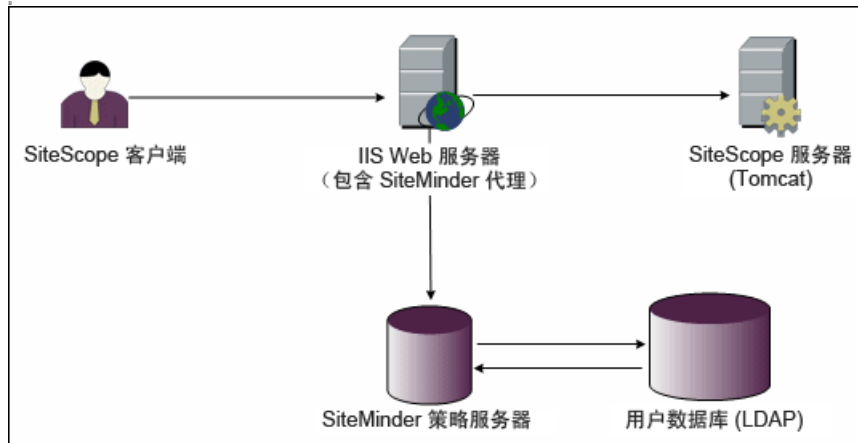 SiteScope 客户端
IIS Web 服务器
（包含 SiteMinder 代理）
SiteScope 服务器
(Tomcat)
SiteMinder 策略服务器
用户数据库 (LDAP)